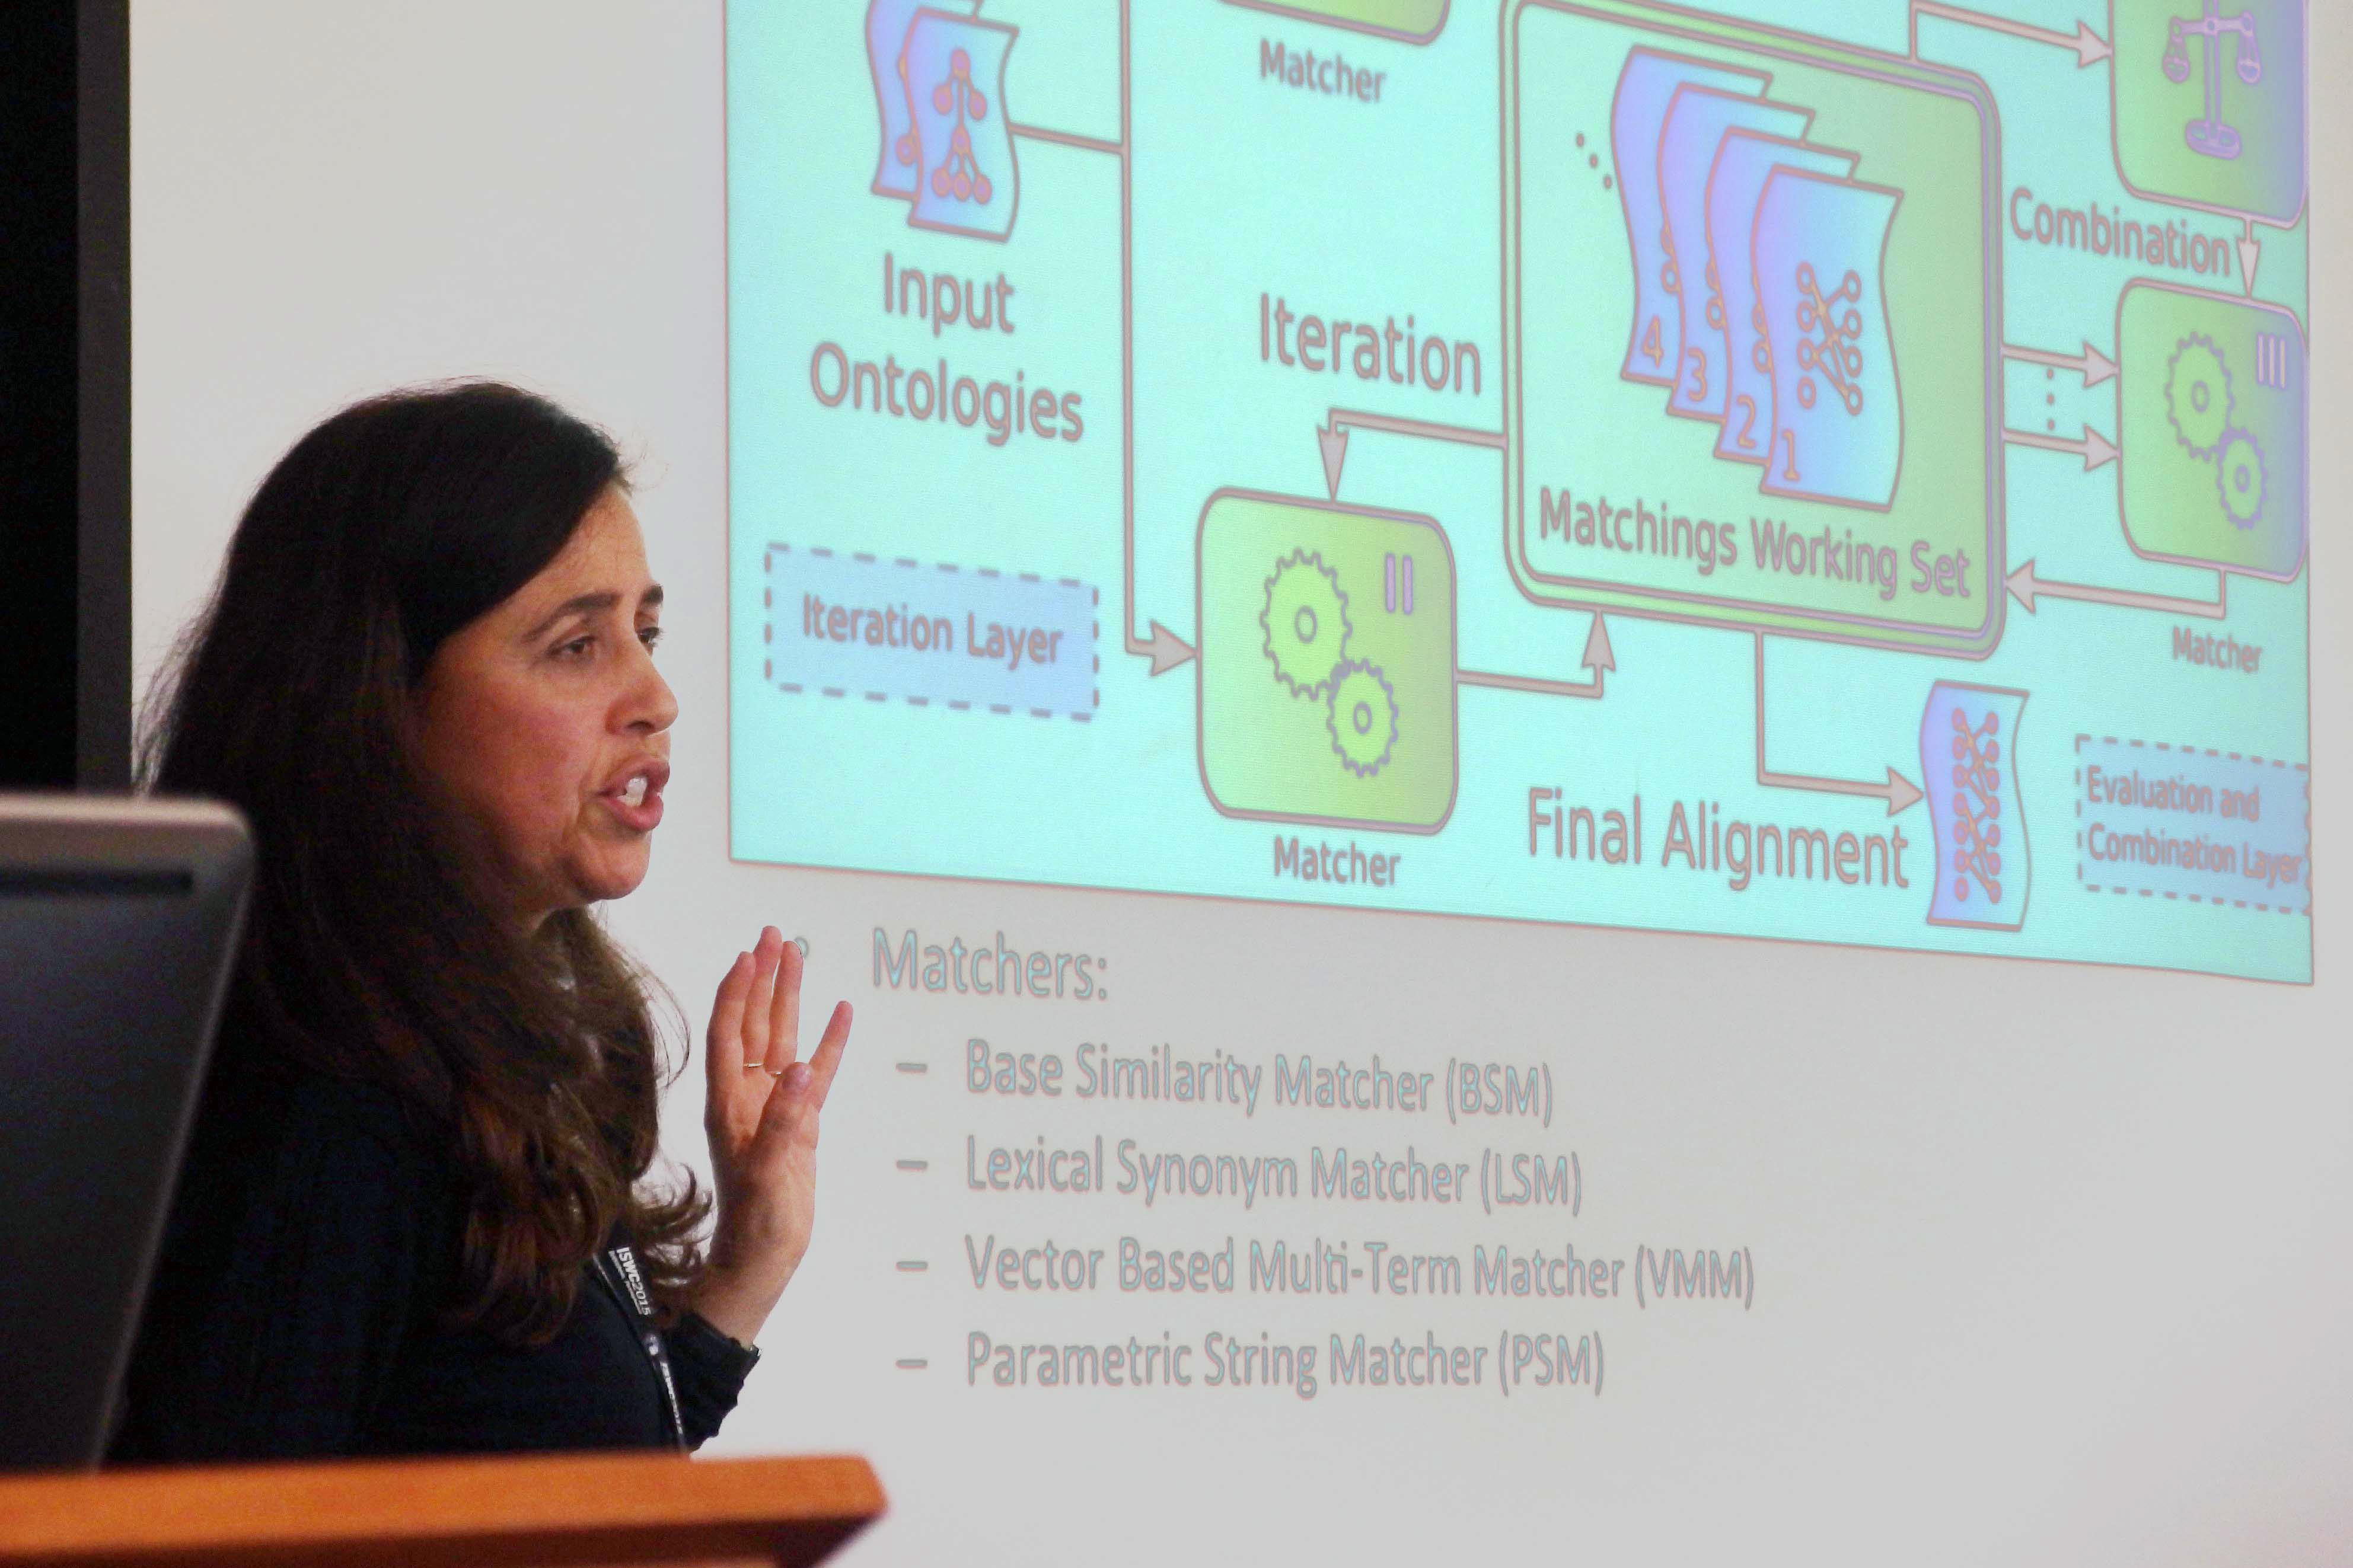 Matcher
Input
Ontologies
Iteration
4
3
2
1
Matchings Working Set
Combination
III
Matcher
Iteration Layer
II
Matcher
Final Alignment
Evaluation and
Combination Layer
• Matchers:
– Base Similarity Matcher (BSM)
– Lexical Synonym Matcher (LSM)
– Vector Based Multi-Term Matcher (VMM)
– Parametric String Matcher (PSM)
ISWC2015